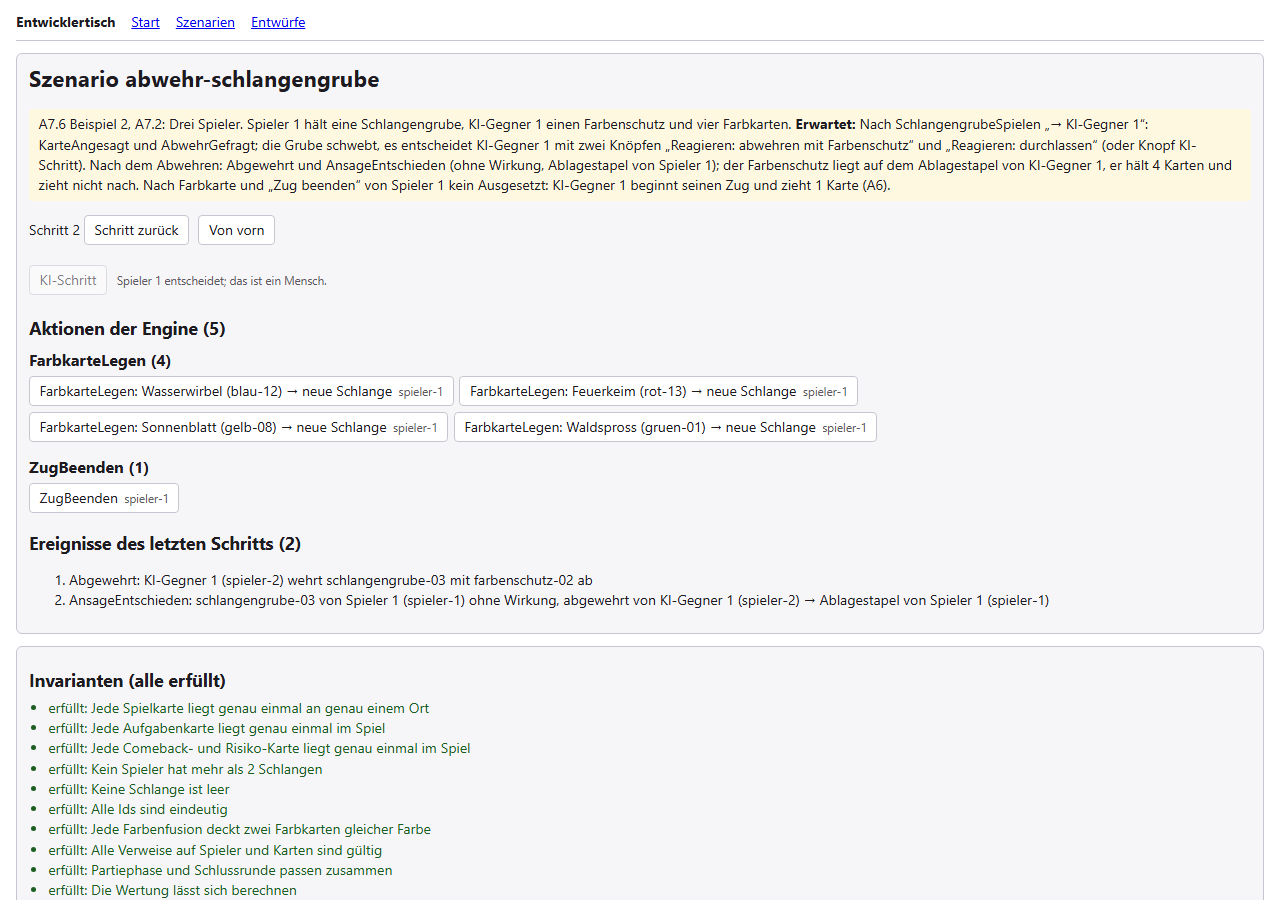 Entwicklertisch Start Szenarien Entwürfe
Szenario abwehr-schlangengrube
A7.6 Beispiel 2, A7.2: Drei Spieler. Spieler 1 hält eine Schlangengrube, KI-Gegner 1 einen Farbenschutz und vier Farbkarten. Erwartet: Nach SchlangengrubeSpielen „→ KI-Gegner 1“:
KarteAngesagt und AbwehrGefragt; die Grube schwebt, es entscheidet KI-Gegner 1 mit zwei Knöpfen „Reagieren: abwehren mit Farbenschutz“ und „Reagieren: durchlassen“ (oder Knopf KI-
Schritt). Nach dem Abwehren: Abgewehrt und AnsageEntschieden (ohne Wirkung, Ablagestapel von Spieler 1); der Farbenschutz liegt auf dem Ablagestapel von KI-Gegner 1, er hält 4 Karten und
zieht nicht nach. Nach Farbkarte und „Zug beenden“ von Spieler 1 kein Ausgesetzt: KI-Gegner 1 beginnt seinen Zug und zieht 1 Karte (A6).
Schritt 2 Schritt zurück Von vorn
KI-Schritt Spieler 1 entscheidet; das ist ein Mensch.
Aktionen der Engine (5)
FarbkarteLegen (4)
FarbkarteLegen: Wasserwirbel (blau-12) → neue Schlange spieler-1 FarbkarteLegen: Feuerkeim (rot-13) → neue Schlange spieler-1
FarbkarteLegen: Sonnenblatt (gelb-08) → neue Schlange spieler-1 FarbkarteLegen: Waldspross (gruen-01) → neue Schlange spieler-1
ZugBeenden (1)
ZugBeenden spieler-1
Ereignisse des letzten Schritts (2)
1. Abgewehrt: KI-Gegner 1 (spieler-2) wehrt schlangengrube-03 mit farbenschutz-02 ab
2. AnsageEntschieden: schlangengrube-03 von Spieler 1 (spieler-1) ohne Wirkung, abgewehrt von KI-Gegner 1 (spieler-2) → Ablagestapel von Spieler 1 (spieler-1)
Invarianten (alle erfüllt)
• erfüllt: Jede Spielkarte liegt genau einmal an genau einem Ort
• erfüllt: Jede Aufgabenkarte liegt genau einmal im Spiel
• erfüllt: Jede Comeback- und Risiko-Karte liegt genau einmal im Spiel
• erfüllt: Kein Spieler hat mehr als 2 Schlangen
• erfüllt: Keine Schlange ist leer
• erfüllt: Alle Ids sind eindeutig
• erfüllt: Jede Farbenfusion deckt zwei Farbkarten gleicher Farbe
• erfüllt: Alle Verweise auf Spieler und Karten sind gültig
• erfüllt: Partiephase und Schlussrunde passen zusammen
• erfüllt: Die Wertung lässt sich berechnen